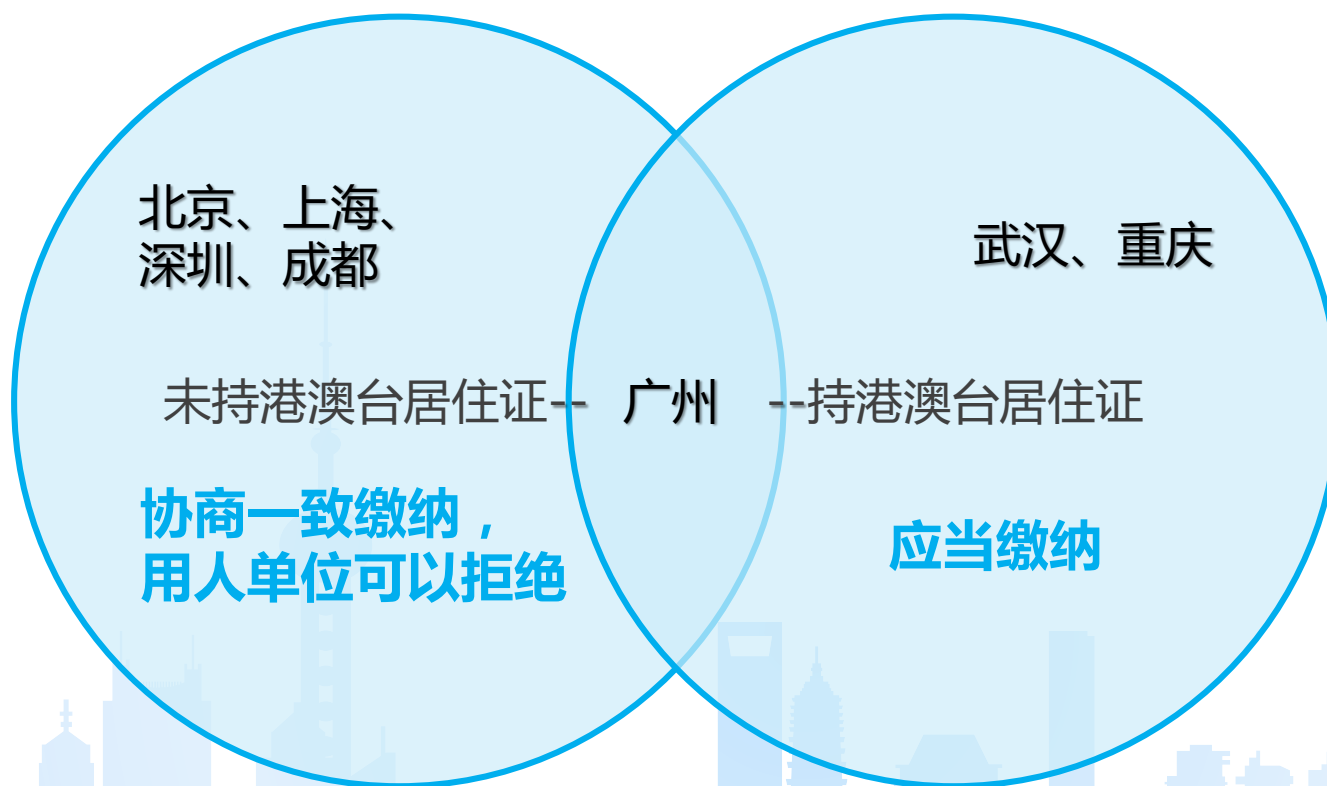 北京、上海、
深圳、成都
武汉、重庆
未持港澳台居住证-- 广州 --持港澳台居住证
协商一致缴纳，
用人单位可以拒绝
应当缴纳